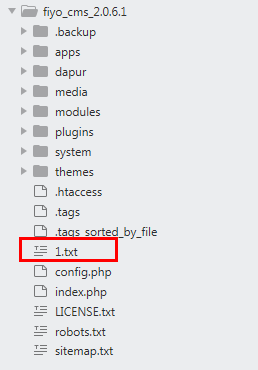 fiyo_cms_2.0.6.1
.backup
apps
dapur
media
modules
plugins
system
themes
.htaccess
.tags
.tags_sorted_by_file
1.txt
config.php
index.php
LICENSE.txt
robots.txt
sitemap.txt